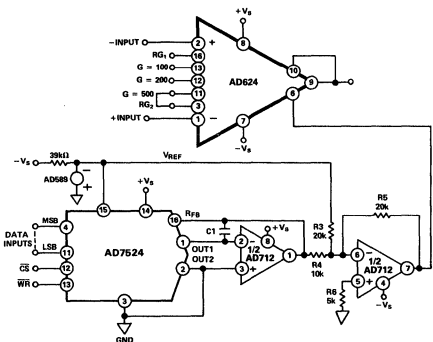 +VS
−INPUT 2 + 8
RG1 16
G = 100 13
10
G = 200 12
AD624
9
G = 500 11
6
RG2 3
+INPUT 1 − 7
−VS
39kΩ
−VS
VREF
AD589
−
+
+VS
R5
20k
15 14 16 RFB
R3
20k
MSB 4
C1
+VS
DATA
INPUTS
AD7524
1 OUT1 2 − 8
1/2
AD712
1
6 −
1/2
AD712
7
LSB 11
OUT2
2
3 +
R4
10k
CS 12
5 +
4
WR 13
R6
5k
−VS
3
GND